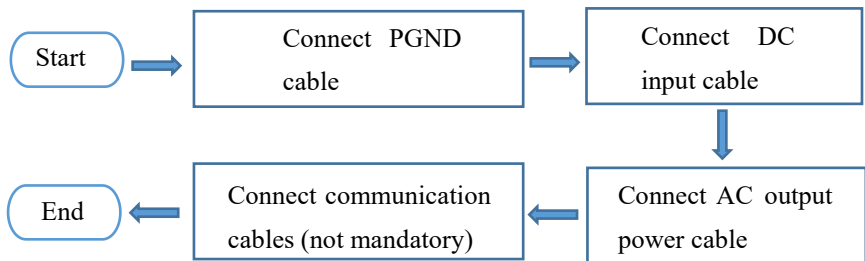 Start
Connect PGND
cable
Connect DC
input cable
Connect AC output
power cable
Connect communication
cables (not mandatory)
End